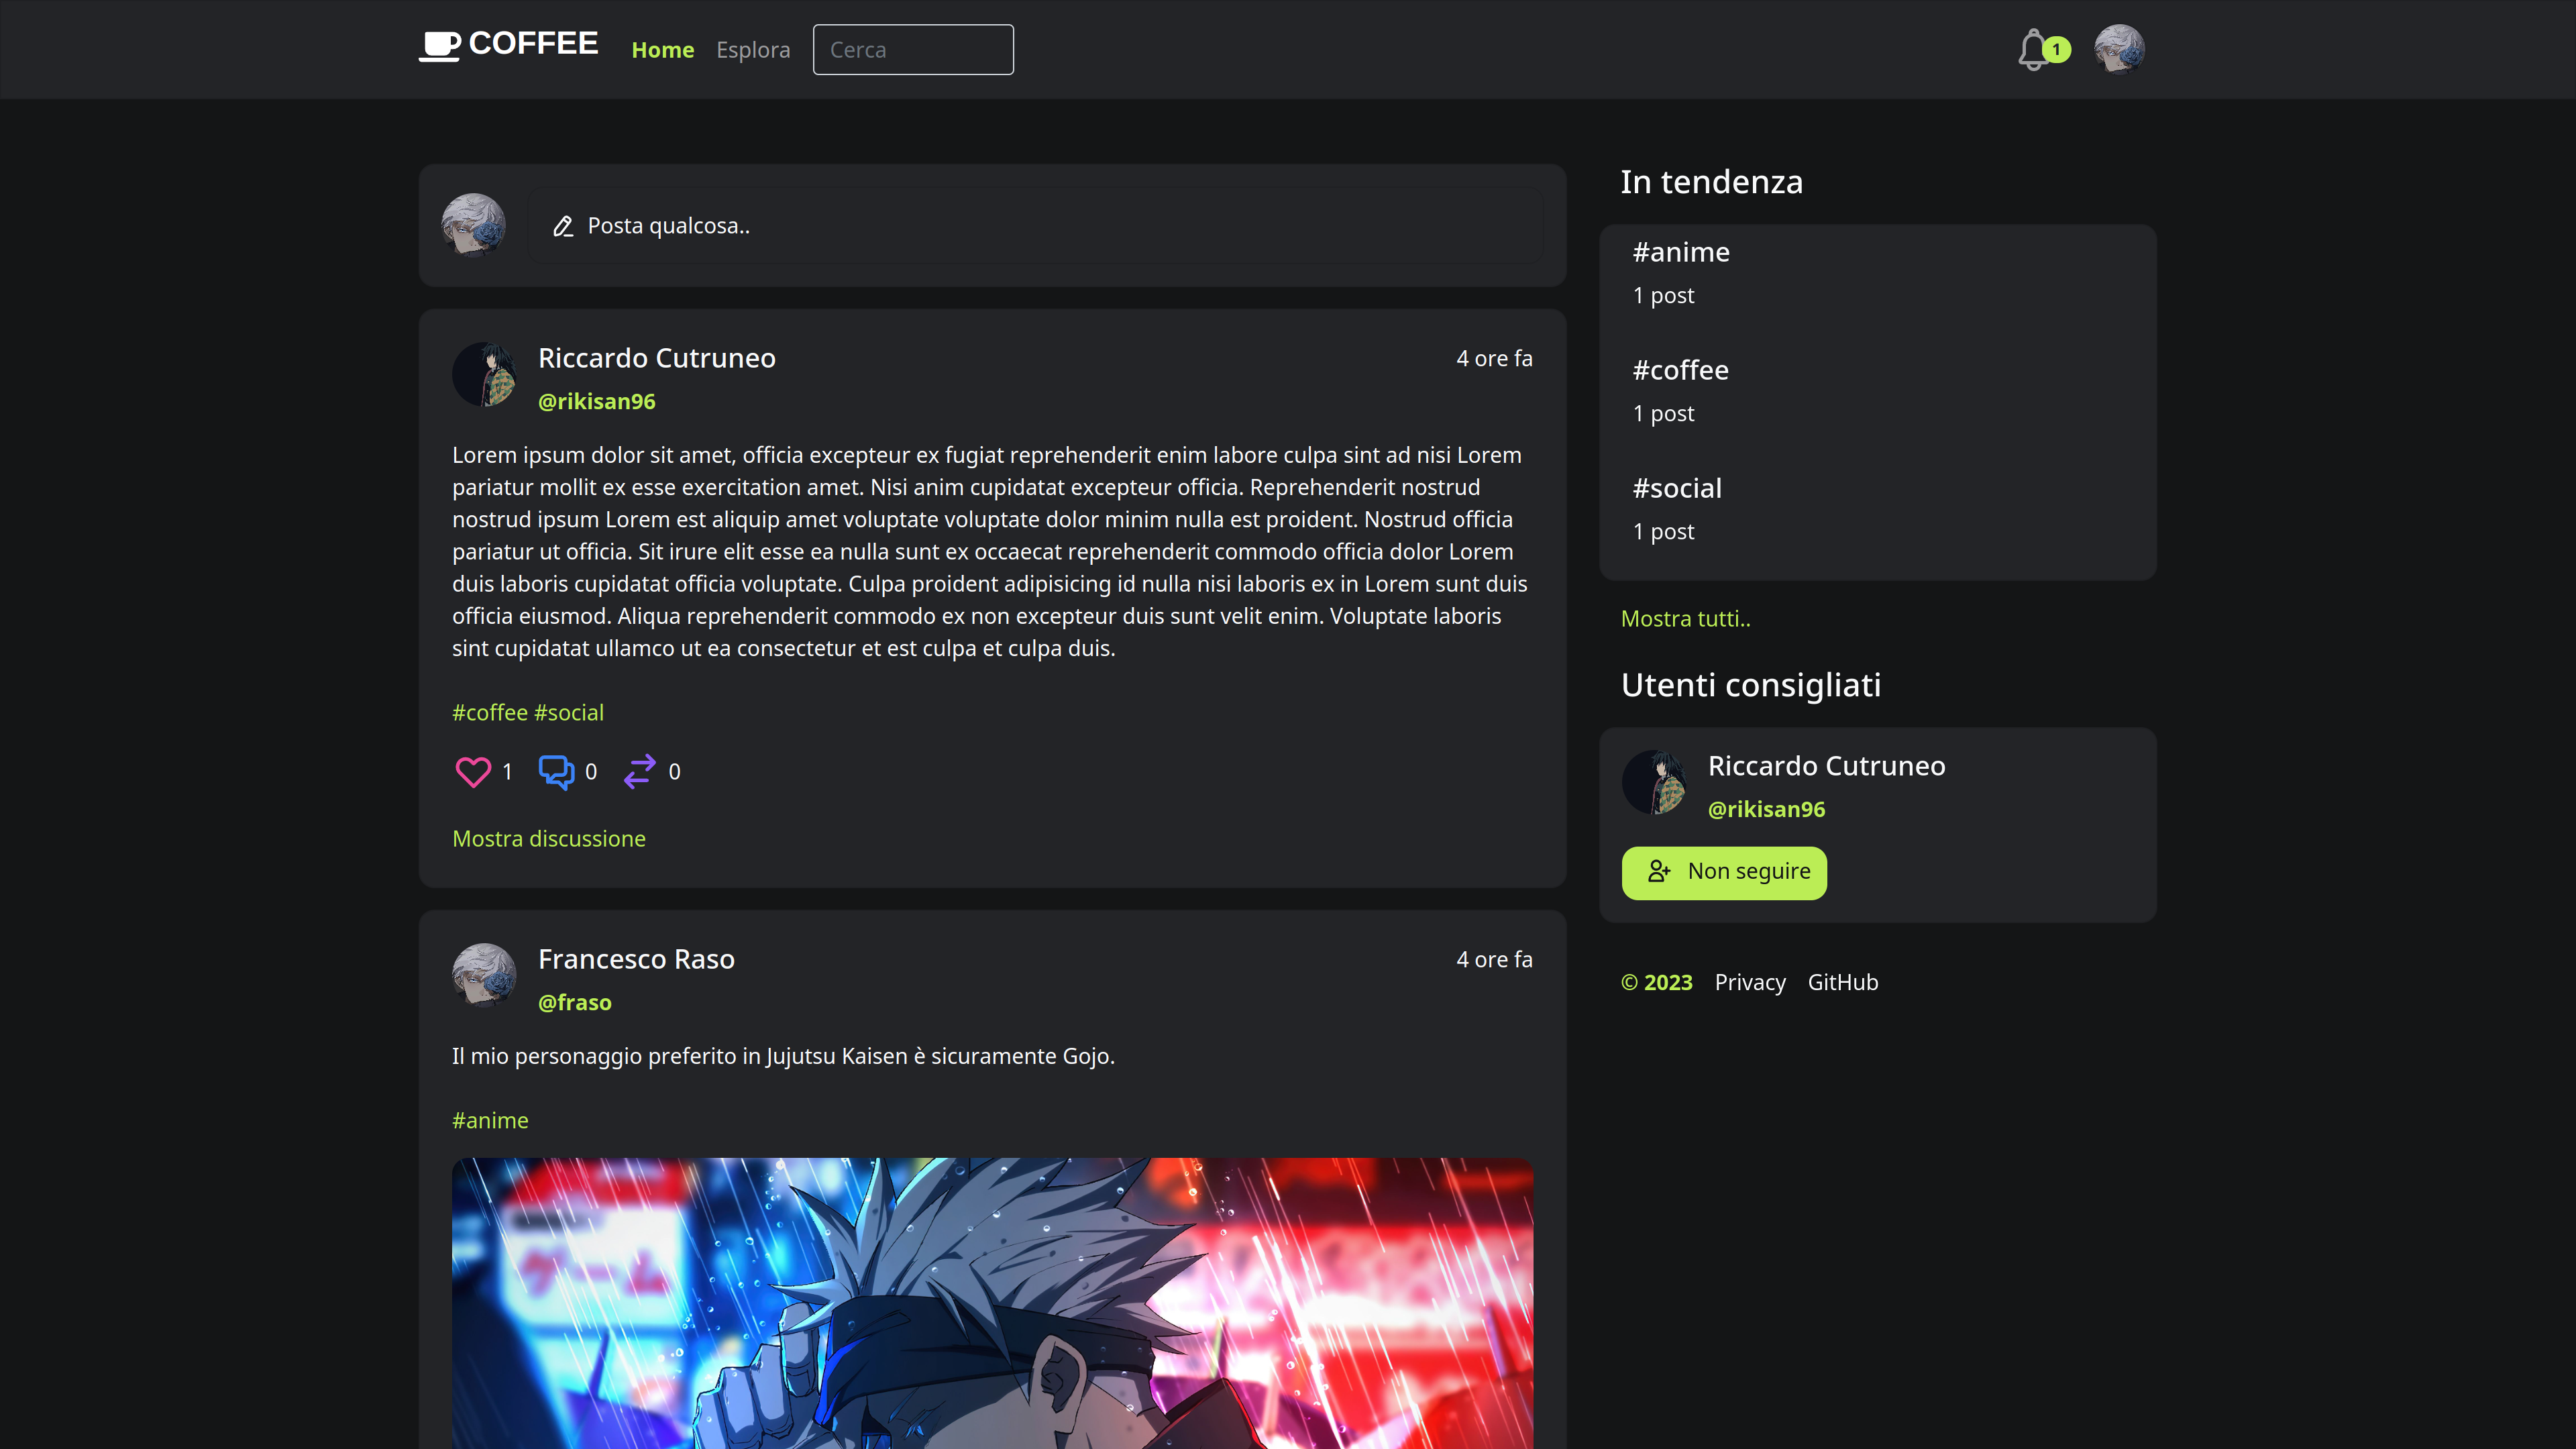 COFFEE
Home
Esplora
Cerca
1
Posta qualcosa..
Riccardo Cutruneo
4 ore fa
@rikisan96
Lorem ipsum dolor sit amet, officia excepteur ex fugiat reprehenderit enim labore culpa sint ad nisi Lorem
pariatur mollit ex esse exercitation amet. Nisi anim cupidatat excepteur officia. Reprehenderit nostrud
nostrud ipsum Lorem est aliquip amet voluptate voluptate dolor minim nulla est proident. Nostrud officia
pariatur ut officia. Sit irure elit esse ea nulla sunt ex occaecat reprehenderit commodo officia dolor Lorem
duis laboris cupidatat officia voluptate. Culpa proident adipisicing id nulla nisi laboris ex in Lorem sunt duis
officia eiusmod. Aliqua reprehenderit commodo ex non excepteur duis sunt velit enim. Voluptate laboris
sint cupidatat ullamco ut ea consectetur et est culpa et culpa duis.
#coffee #social
1 0 0
Mostra discussione
Francesco Raso
4 ore fa
@fraso
Il mio personaggio preferito in Jujutsu Kaisen è sicuramente Gojo.
#anime
ゲーム
In tendenza
#anime
1 post
#coffee
1 post
#social
1 post
Mostra tutti..
Utenti consigliati
Riccardo Cutruneo
@rikisan96
Non seguire
© 2023 Privacy GitHub